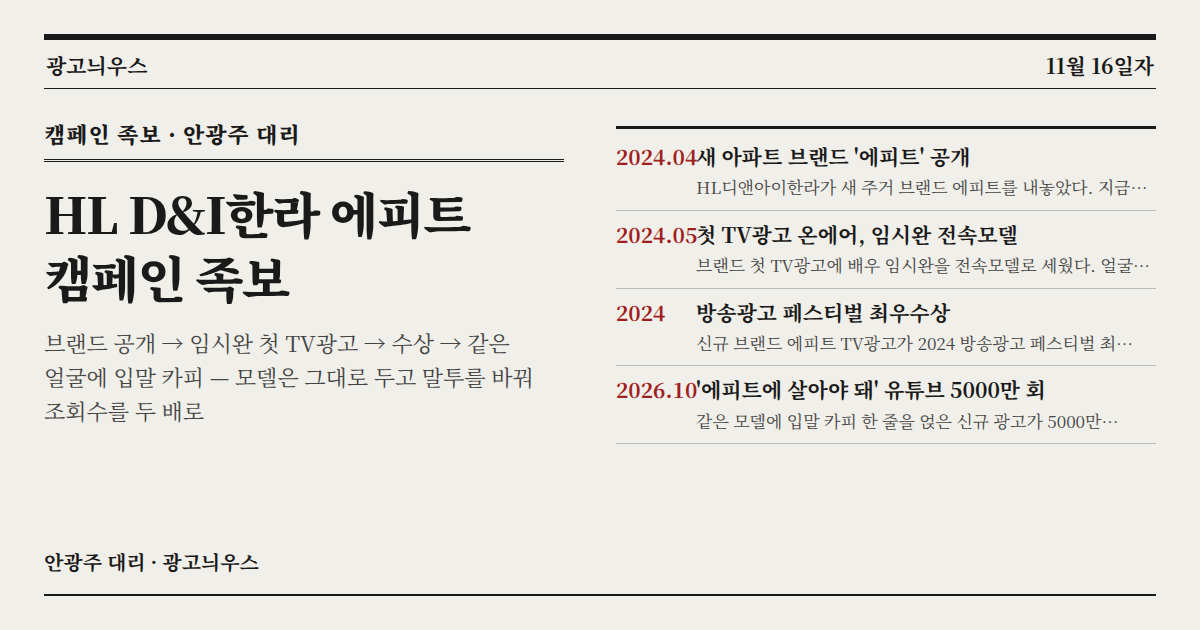 광고늬우스
11월 16일자
캠페인 족보 · 안광주 대리
HL D&I한라 에피트
캠페인 족보
브랜드 공개 → 임시완 첫 TV광고 → 수상 → 같은
얼굴에 입말 카피 — 모델은 그대로 두고 말투를 바꿔
조회수를 두 배로
2024.04 새 아파트 브랜드 '에피트' 공개
HL디앤아이한라가 새 주거 브랜드 에피트를 내놓았다. 지금…
2024.05 첫 TV광고 온에어, 임시완 전속모델
브랜드 첫 TV광고에 배우 임시완을 전속모델로 세웠다. 얼굴…
2024 방송광고 페스티벌 최우수상
신규 브랜드 에피트 TV광고가 2024 방송광고 페스티벌 최…
2026.10 '에피트에 살아야 돼' 유튜브 5000만 회
같은 모델에 입말 카피 한 줄을 얹은 신규 광고가 5000만…
안광주 대리 · 광고늬우스